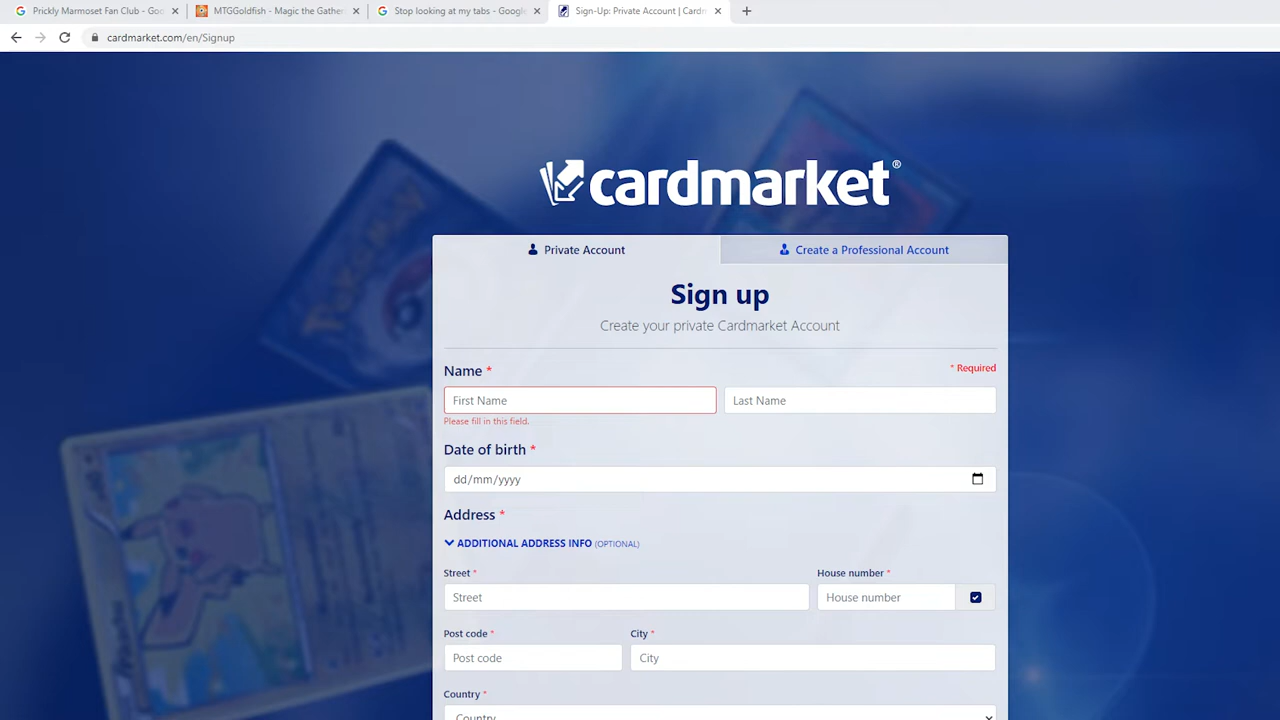 Prickly Marmoset Fan Club - Goo
MTGGoldfish - Magic the Gather
Stop looking at my tabs - Google
Sign-Up: Private Account | Cardm
cardmarket.com/en/Signup
cardmarket®
Private Account
Create a Professional Account
Sign up
Create your private Cardmarket Account
Name *
* Required
First Name
Last Name
Please fill in this field.
Date of birth *
dd/mm/yyyy
Address *
ADDITIONAL ADDRESS INFO (OPTIONAL)
Street *
House number *
Street
House number
Post code *
City *
Post code
City
Country *
Country